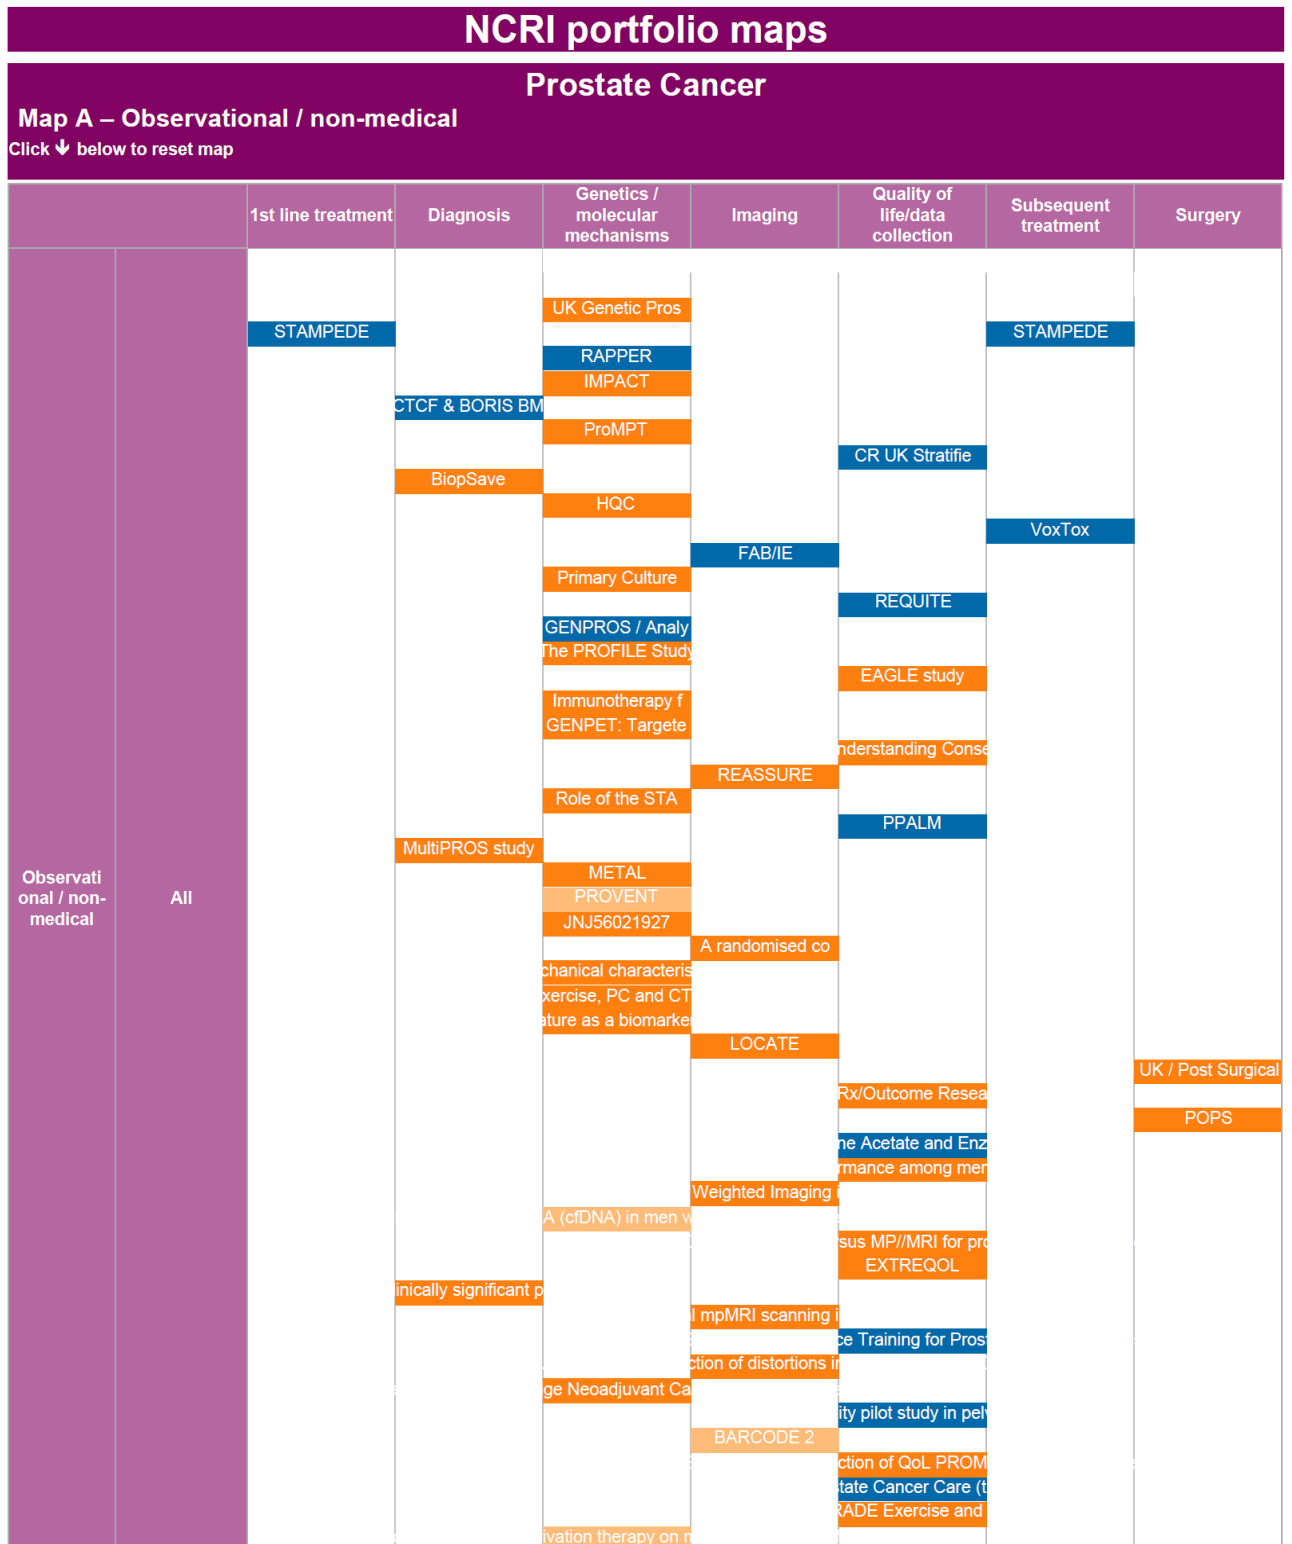 NCRI portfolio maps
Prostate Cancer
Map A – Observational / non-medical
Click ↓ below to reset map
1st line treatment
Diagnosis
Genetics /
molecular
mechanisms
Imaging
Quality of
life/data
collection
Subsequent
treatment
Surgery
Observati
onal / non-
medical
All
UK Genetic Pros
STAMPEDE
STAMPEDE
RAPPER
IMPACT
CTCF & BORIS BM
ProMPT
CR UK Stratifie
BiopSave
HQC
VoxTox
FAB/IE
Primary Culture
REQUITE
GENPROS / Analy
The PROFILE Study
EAGLE study
Immunotherapy f
GENPET: Targete
nderstanding Conse
REASSURE
Role of the STA
PPALM
MultiPROS study
METAL
PROVENT
JNJ56021927
A randomised co
chanical characteris
xercise, PC and CT
ature as a biomarker
LOCATE
UK / Post Surgical
Rx/Outcome Resea
POPS
ne Acetate and Enz
rmance among men
Weighted Imaging i
A (cfDNA) in men w
sus MP//MRI for pro
EXTREQOL
inically significant p
l mpMRI scanning i
ce Training for Pros
ction of distortions in
ge Neoadjuvant Ca
ity pilot study in pelv
BARCODE 2
ction of QoL PROM
state Cancer Care (t
RADE Exercise and
ivation therapy on m